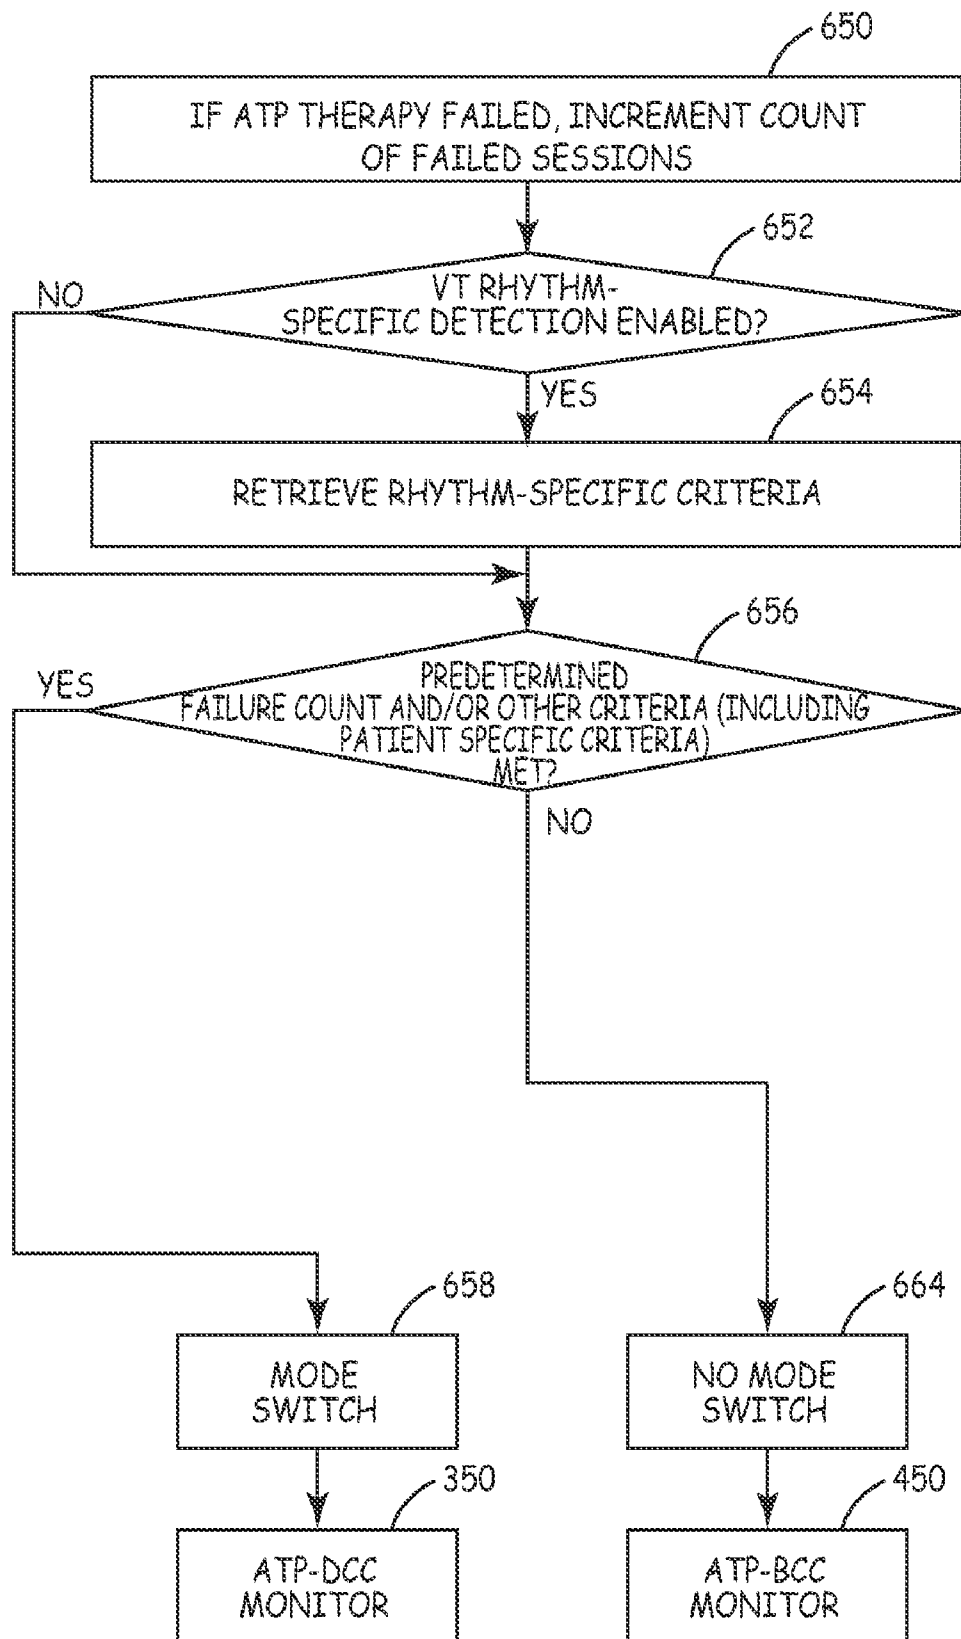 650
IF ATP THERAPY FAILED, INCREMENT COUNT
OF FAILED SESSIONS
652
NO
VT RHYTHM-
SPECIFIC DETECTION ENABLED?
YES
654
RETRIEVE RHYTHM-SPECIFIC CRITERIA
656
YES
PREDETERMINED
FAILURE COUNT AND/OR OTHER CRITERIA (INCLUDING
PATIENT SPECIFIC CRITERIA)
MET?
NO
658
664
MODE
SWITCH
NO MODE
SWITCH
350
450
ATP-DCC
MONITOR
ATP-BCC
MONITOR